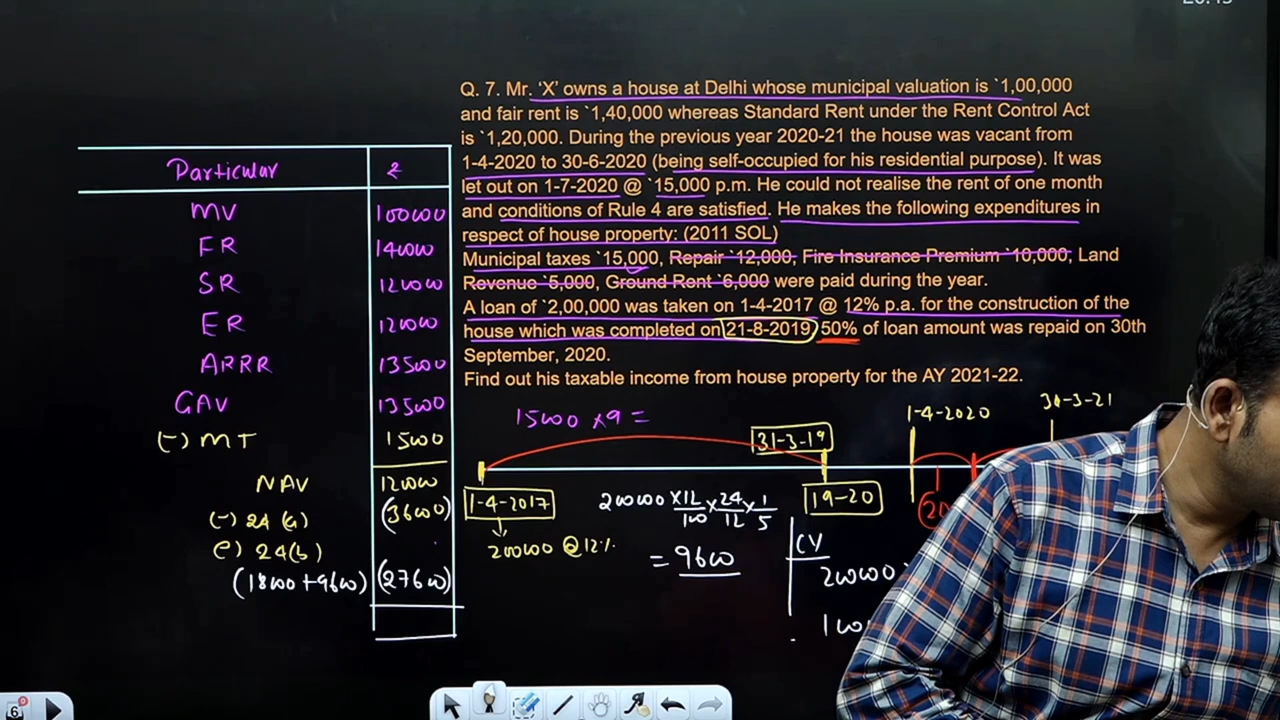 Q. 7. Mr. 'X' owns a house at Delhi whose municipal valuation is `1,00,000
and fair rent is `1,40,000 whereas Standard Rent under the Rent Control Act
is `1,20,000. During the previous year 2020-21 the house was vacant from
1-4-2020 to 30-6-2020 (being self-occupied for his residential purpose). It was
let out on 1-7-2020 @ `15,000 p.m. He could not realise the rent of one month
and conditions of Rule 4 are satisfied. He makes the following expenditures in
respect of house property: (2011 SOL)
Municipal taxes `15,000, Repair `12,000, Fire Insurance Premium `10,000, Land
Revenue `5,000, Ground Rent `6,000 were paid during the year.
A loan of `2,00,000 was taken on 1-4-2017 @ 12% p.a. for the construction of the
house which was completed on 21-8-2019 50% of loan amount was repaid on 30th
September, 2020.
Find out his taxable income from house property for the AY 2021-22.
Particular ₹
MV 100000
FR 140000
SR 120000
ER 120000
ARRR 135000
GAV 135000
(-) MT 15000
NAV 120000
(-) 24 (a) (36000)
(-) 24(b)
(18000+9600) (27600)
15000 × 9 =
31-3-19
1-4-2020
31-3-21
1-4-2017
19-20
20
200000 @ 12%
200000 × 12/100 × 24/12 × 1/5
= 9600
CY
200000